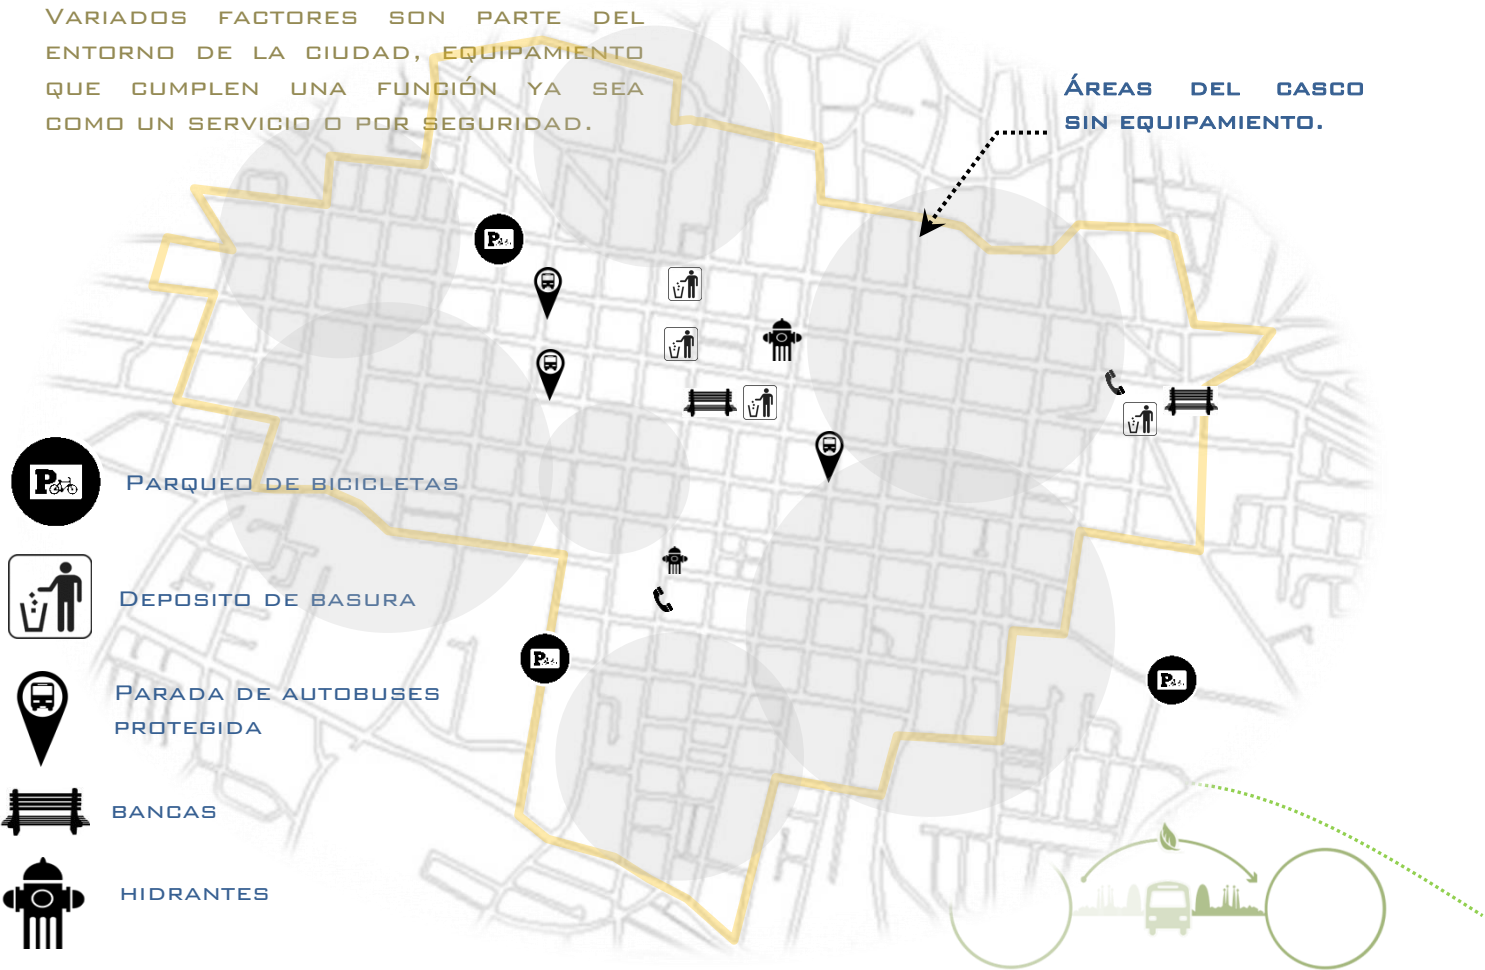 VARIADOS FACTORES SON PARTE DEL
ENTORNO DE LA CIUDAD, EQUIPAMIENTO
QUE CUMPLEN UNA FUNCIÓN YA SEA
COMO UN SERVICIO O POR SEGURIDAD.
ÁREAS DEL CASCO
SIN EQUIPAMIENTO.
P
P
PARQUEO DE BICICLETAS
DEPOSITO DE BASURA
P
P
PARADA DE AUTOBUSES
PROTEGIDA
BANCAS
HIDRANTES